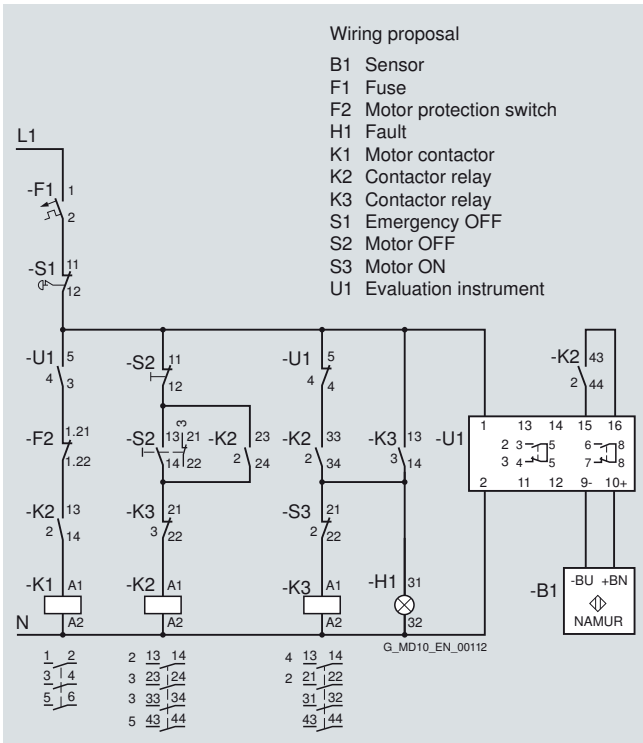 Wiring proposal
B1 Sensor
F1 Fuse
F2 Motor protection switch
H1 Fault
K1 Motor contactor
K2 Contactor relay
K3 Contactor relay
S1 Emergency OFF
S2 Motor OFF
S3 Motor ON
U1 Evaluation instrument
L1
-F1 1
2
-S1 11
12
-U1 5
4 3
-S2 11
12
-U1 5
4 4
-K2 43
2 44
-F2 1.21
1.22
-S2 13 21 3
14 22
-K2 23
2 24
-K2 33
2 34
-K3 13
3 14
-U1
1 13 14 15 16
2 3 5 6 8
3 4 5 7 8
2 11 12 9- 10+
-K2 13
2 14
-K3 21
3 22
-S3 21
2 22
-K1 A1
A2
-K2 A1
A2
-K3 A1
A2
-H1 31
32
-B1
-BU +BN
NAMUR
N
G_MD10_EN_00112
1 2
3 4
5 6
2 13 14
3 23 24
3 33 34
5 43 44
4 13 14
2 21 22
31 32
43 44